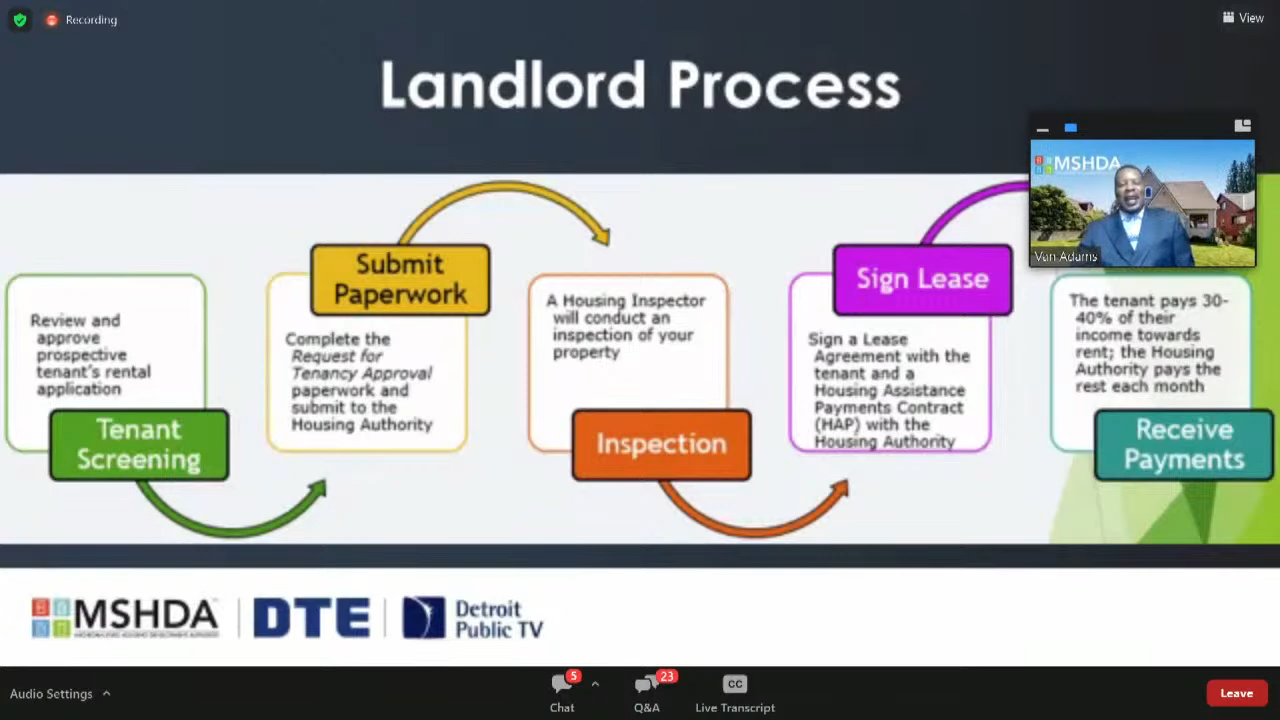 Recording
View
Landlord Process
MSHDA
Van Adams
Review and
approve
prospective
tenant's rental
application
Tenant
Screening
Submit
Paperwork
Complete the
Request for
Tenancy Approval
paperwork and
submit to the
Housing Authority
A Housing Inspector
will conduct an
inspection of your
property
Inspection
Sign Lease
Sign a Lease
Agreement with the
tenant and a
Housing Assistance
Payments Contract
(HAP) with the
Housing Authority
The tenant pays 30-
40% of their
income towards
rent; the Housing
Authority pays the
rest each month
Receive
Payments
MSHDA
DTE
Detroit
Public TV
Audio Settings
5
Chat
23
Q&A
CC
Live Transcript
Leave